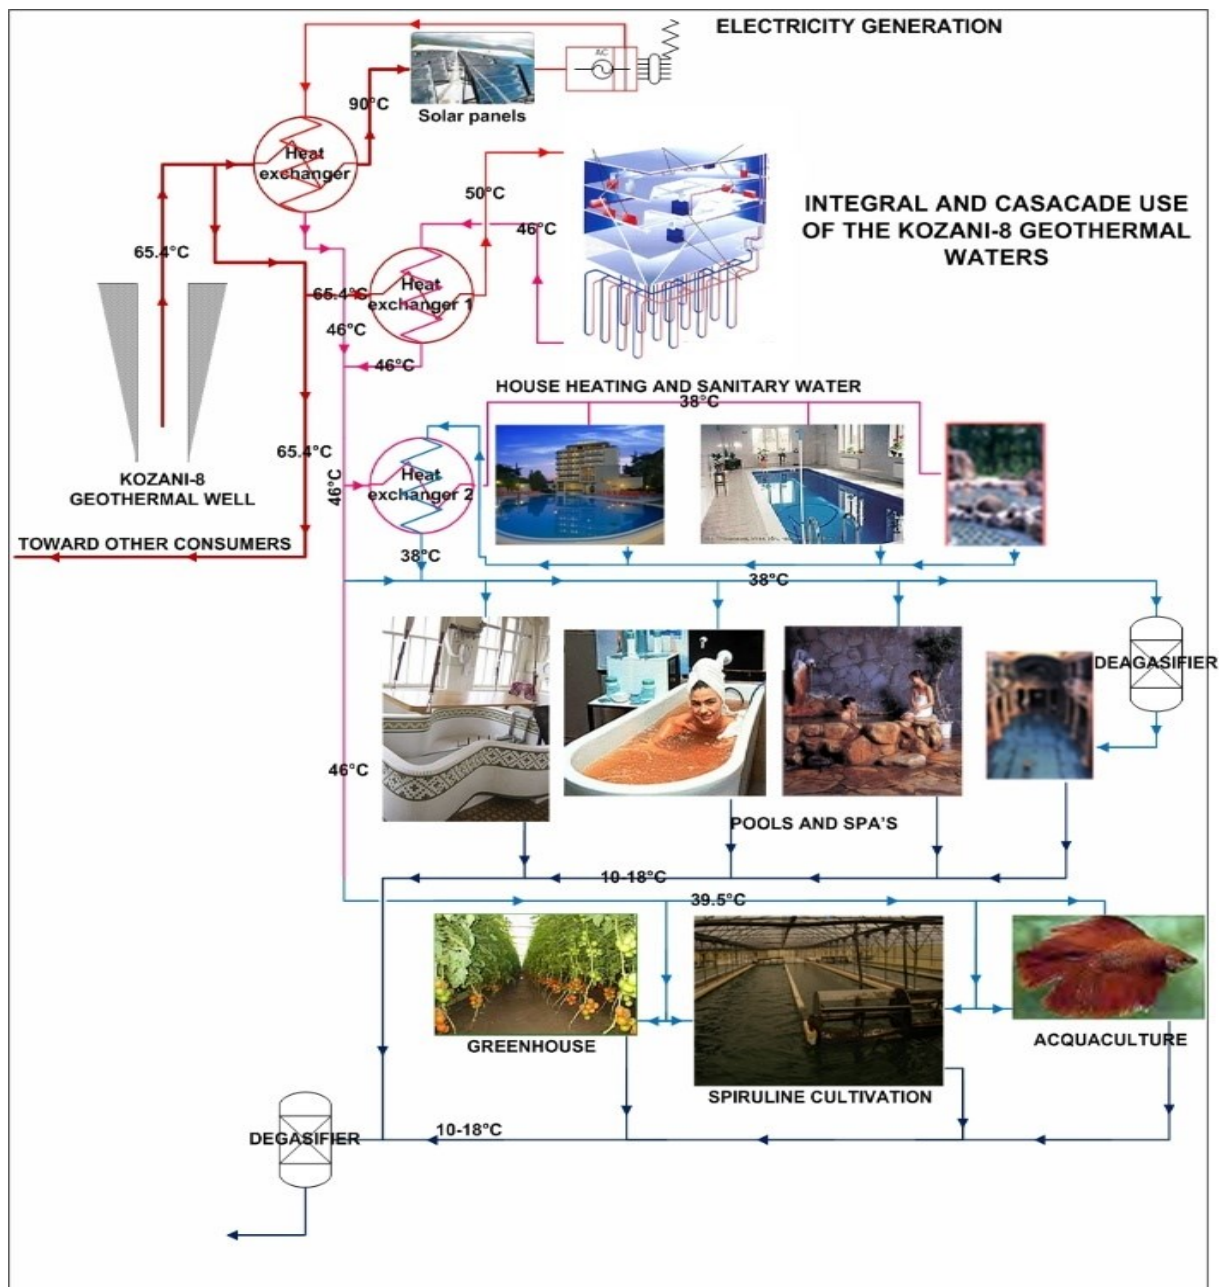 ELECTRICITY GENERATION
AC
90°C
Solar panels
Heat
exchanger
50°C
INTEGRAL AND CASACADE USE
OF THE KOZANI-8 GEOTHERMAL
WATERS
46°C
65.4°C
65.4°C
Heat
exchanger 1
46°C
46°C
HOUSE HEATING AND SANITARY WATER
38°C
65.4°C
KOZANI-8
GEOTHERMAL WELL
46°C
Heat
exchanger 2
TOWARD OTHER CONSUMERS
38°C
38°C
DEAGASIFIER
46°C
POOLS AND SPA'S
10-18°C
39.5°C
GREENHOUSE
ACQUACULTURE
SPIRULINE CULTIVATION
DEGASIFIER
10-18°C